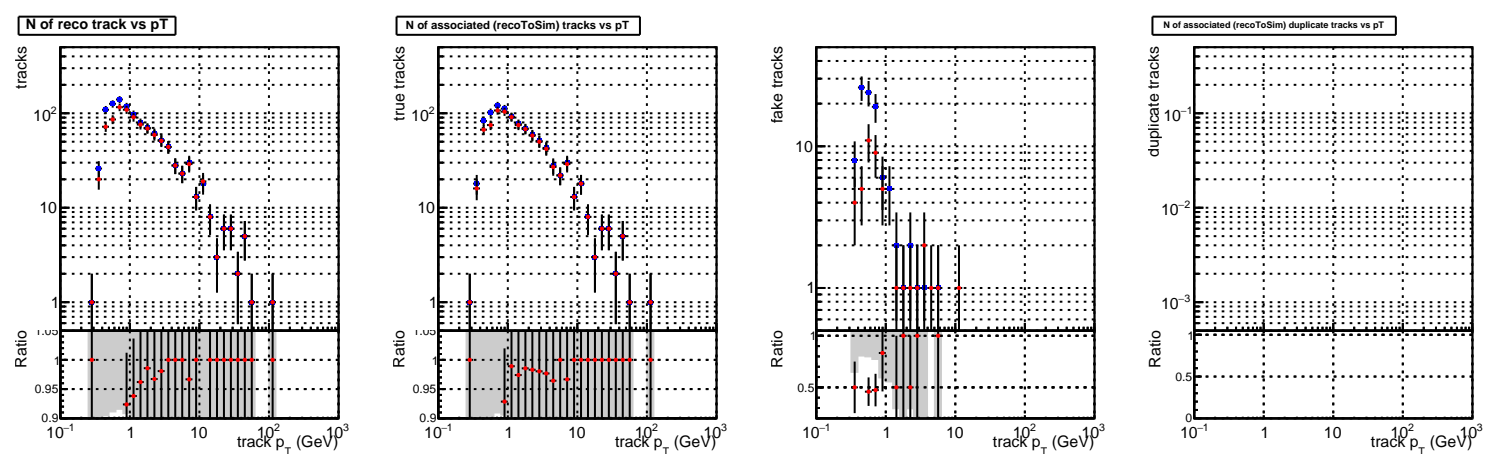 N of reco track vs pT
tracks
10²
10
1
Ratio
1.05
1
0.95
0.9
10⁻¹ 1 10 10² 10³
track p_T (GeV)
N of associated (recoToSim) tracks vs pT
true tracks
10²
10
1
Ratio
1.05
1
0.95
0.9
10⁻¹ 1 10 10² 10³
track p_T (GeV)
fake tracks
10
1
Ratio
1
0.5
10⁻¹ 1 10 10² 10³
track p_T (GeV)
N of associated (recoToSim) duplicate tracks vs pT
duplicate tracks
10⁻¹
10⁻²
10⁻³
Ratio
1
0.5
0
10⁻¹ 1 10 10² 10³
track p_T (GeV)